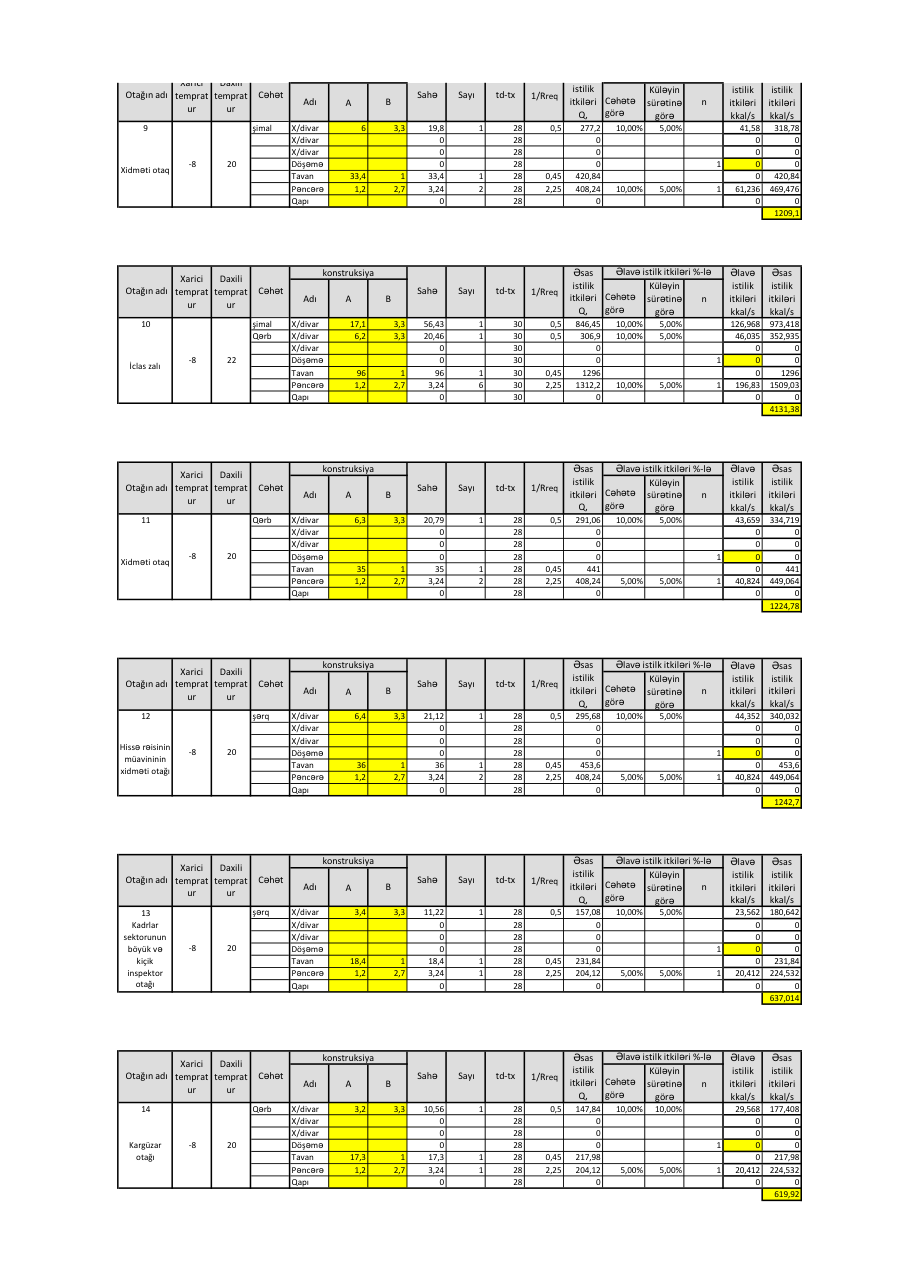 Otağın adı Xarici temprat ur Daxili temprat ur Cəhət Adı A B Sahə Sayı td-tx 1/Rreq istilik itkiləri Q, Cəhətə görə Küləyin sürətinə görə n istilik itkiləri kkal/s istilik itkiləri kkal/s
9 şimal X/divar 6 3,3 19,8 1 28 0,5 277,2 10,00% 5,00% 41,58 318,78
X/divar 0 28 0 0 0
X/divar 0 28 0 0 0
Xidməti otaq -8 20 Döşəmə 0 28 0 1 0 0
Tavan 33,4 1 33,4 1 28 0,45 420,84 0 420,84
Pəncərə 1,2 2,7 3,24 2 28 2,25 408,24 10,00% 5,00% 1 61,236 469,476
Qapı 0 28 0 0 0
1209,1
konstruksiya Əlavə istilk itkiləri %-lə
Otağın adı Xarici temprat ur Daxili temprat ur Cəhət Adı A B Sahə Sayı td-tx 1/Rreq Əsas istilik itkiləri Q, Cəhətə görə Küləyin sürətinə görə n Əlavə istilik itkiləri kkal/s Əsas istilik itkiləri kkal/s
10 şimal X/divar 17,1 3,3 56,43 1 30 0,5 846,45 10,00% 5,00% 126,968 973,418
Qərb X/divar 6,2 3,3 20,46 1 30 0,5 306,9 10,00% 5,00% 46,035 352,935
X/divar 0 30 0 0 0
İclas zalı -8 22 Döşəmə 0 30 0 1 0 0
Tavan 96 1 96 1 30 0,45 1296 0 1296
Pəncərə 1,2 2,7 3,24 6 30 2,25 1312,2 10,00% 5,00% 1 196,83 1509,03
Qapı 0 30 0 0 0
4131,38
konstruksiya Əlavə istilk itkiləri %-lə
Otağın adı Xarici temprat ur Daxili temprat ur Cəhət Adı A B Sahə Sayı td-tx 1/Rreq Əsas istilik itkiləri Q, Cəhətə görə Küləyin sürətinə görə n Əlavə istilik itkiləri kkal/s Əsas istilik itkiləri kkal/s
11 Qərb X/divar 6,3 3,3 20,79 1 28 0,5 291,06 10,00% 5,00% 43,659 334,719
X/divar 0 28 0 0 0
X/divar 0 28 0 0 0
Xidməti otaq -8 20 Döşəmə 0 28 0 1 0 0
Tavan 35 1 35 1 28 0,45 441 0 441
Pəncərə 1,2 2,7 3,24 2 28 2,25 408,24 5,00% 5,00% 1 40,824 449,064
Qapı 0 28 0 0 0
1224,78
konstruksiya Əlavə istilk itkiləri %-lə
Otağın adı Xarici temprat ur Daxili temprat ur Cəhət Adı A B Sahə Sayı td-tx 1/Rreq Əsas istilik itkiləri Q, Cəhətə görə Küləyin sürətinə görə n Əlavə istilik itkiləri kkal/s Əsas istilik itkiləri kkal/s
12 şərq X/divar 6,4 3,3 21,12 1 28 0,5 295,68 10,00% 5,00% 44,352 340,032
X/divar 0 28 0 0 0
X/divar 0 28 0 0 0
Hissə rəisinin müavininin xidməti otağı -8 20 Döşəmə 0 28 0 1 0 0
Tavan 36 1 36 1 28 0,45 453,6 0 453,6
Pəncərə 1,2 2,7 3,24 2 28 2,25 408,24 5,00% 5,00% 1 40,824 449,064
Qapı 0 28 0 0 0
1242,7
konstruksiya Əlavə istilk itkiləri %-lə
Otağın adı Xarici temprat ur Daxili temprat ur Cəhət Adı A B Sahə Sayı td-tx 1/Rreq Əsas istilik itkiləri Q, Cəhətə görə Küləyin sürətinə görə n Əlavə istilik itkiləri kkal/s Əsas istilik itkiləri kkal/s
13 şərq X/divar 3,4 3,3 11,22 1 28 0,5 157,08 10,00% 5,00% 23,562 180,642
X/divar 0 28 0 0 0
X/divar 0 28 0 0 0
Kadrlar sektorunun böyük və kiçik inspektor otağı -8 20 Döşəmə 0 28 0 1 0 0
Tavan 18,4 1 18,4 1 28 0,45 231,84 0 231,84
Pəncərə 1,2 2,7 3,24 1 28 2,25 204,12 5,00% 5,00% 1 20,412 224,532
Qapı 0 28 0 0 0
637,014
konstruksiya Əlavə istilk itkiləri %-lə
Otağın adı Xarici temprat ur Daxili temprat ur Cəhət Adı A B Sahə Sayı td-tx 1/Rreq Əsas istilik itkiləri Q, Cəhətə görə Küləyin sürətinə görə n Əlavə istilik itkiləri kkal/s Əsas istilik itkiləri kkal/s
14 Qərb X/divar 3,2 3,3 10,56 1 28 0,5 147,84 10,00% 10,00% 29,568 177,408
X/divar 0 28 0 0 0
X/divar 0 28 0 0 0
Kargüzar otağı -8 20 Döşəmə 0 28 0 1 0 0
Tavan 17,3 1 17,3 1 28 0,45 217,98 0 217,98
Pəncərə 1,2 2,7 3,24 1 28 2,25 204,12 5,00% 5,00% 1 20,412 224,532
Qapı 0 28 0 0 0
619,92